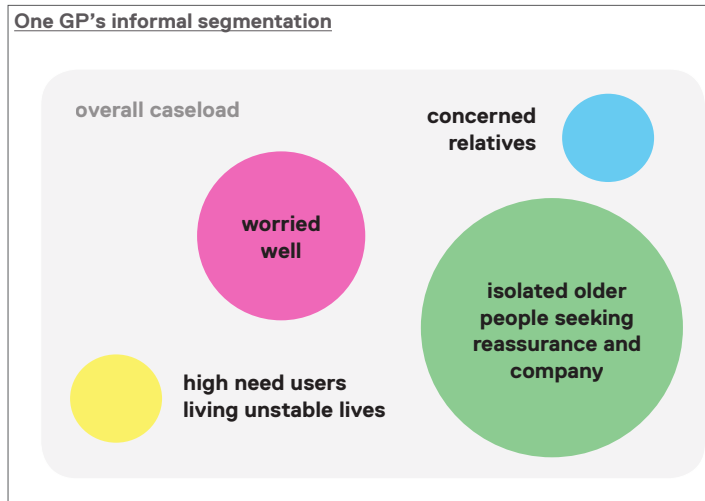 One GP's informal segmentation
overall caseload
concerned
relatives
worried
well
isolated older
people seeking
reassurance and
company
high need users
living unstable lives